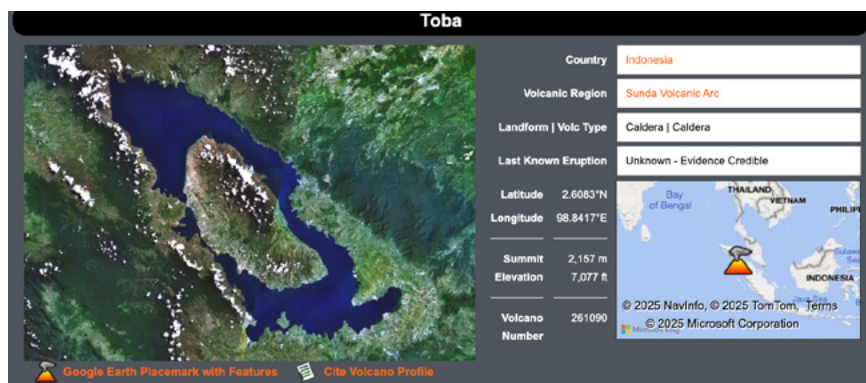 Toba
Country
Indonesia
Volcanic Region
Sunda Volcanic Arc
Landform | Volc Type
Caldera | Caldera
Last Known Eruption
Unknown - Evidence Credible
Latitude
2.6083°N
Longitude
98.8417°E
Summit
Elevation
2,157 m
7,077 ft
Volcano
Number
261090
Bay
of Bengal
THAILAND
VIETNAM
INDONESIA
Java Sea
© 2025 NavInfo, © 2025 TomTom, Terms
© 2025 Microsoft Corporation
Google Earth Placemark with Features
Cite Volcano Profile